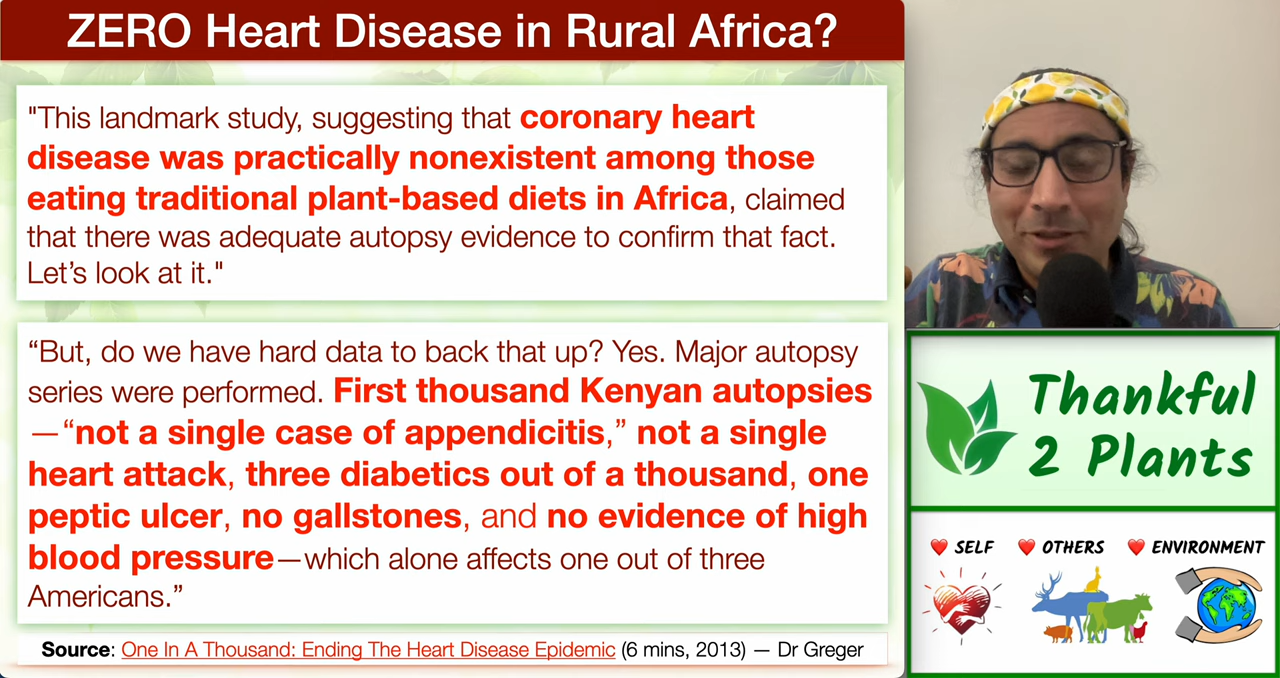 ZERO Heart Disease in Rural Africa?
"This landmark study, suggesting that coronary heart
disease was practically nonexistent among those
eating traditional plant-based diets in Africa, claimed
that there was adequate autopsy evidence to confirm that fact.
Let's look at it."
“But, do we have hard data to back that up? Yes. Major autopsy
series were performed. First thousand Kenyan autopsies
—“not a single case of appendicitis,” not a single
heart attack, three diabetics out of a thousand, one
peptic ulcer, no gallstones, and no evidence of high
blood pressure—which alone affects one out of three
Americans.”
Source: One In A Thousand: Ending The Heart Disease Epidemic (6 mins, 2013) — Dr Greger
Thankful
2 Plants
SELF
OTHERS
ENVIRONMENT